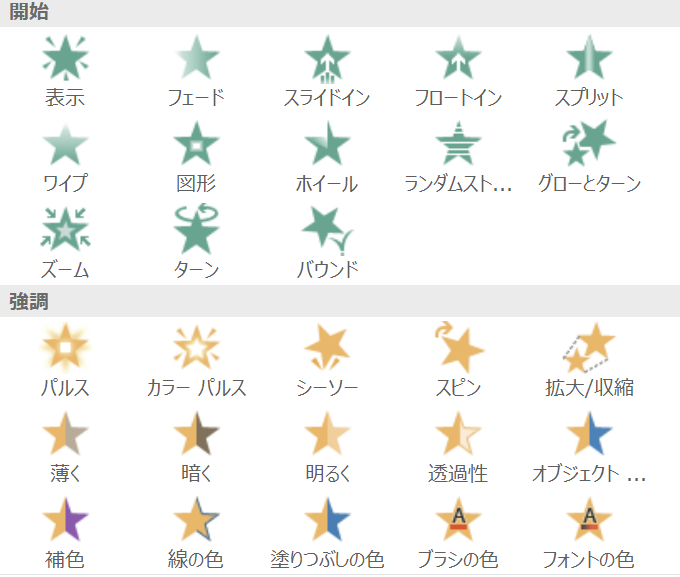 開始
表示 フェード スライドイン フロートイン スプリット
ワイプ 図形 ホイール ランダムスト... グローとターン
ズーム ターン バウンド
強調
パルス カラー パルス シーソー スピン 拡大/収縮
薄く 暗く 明るく 透過性 オブジェクト ...
補色 線の色 塗りつぶしの色 ブラシの色 フォントの色